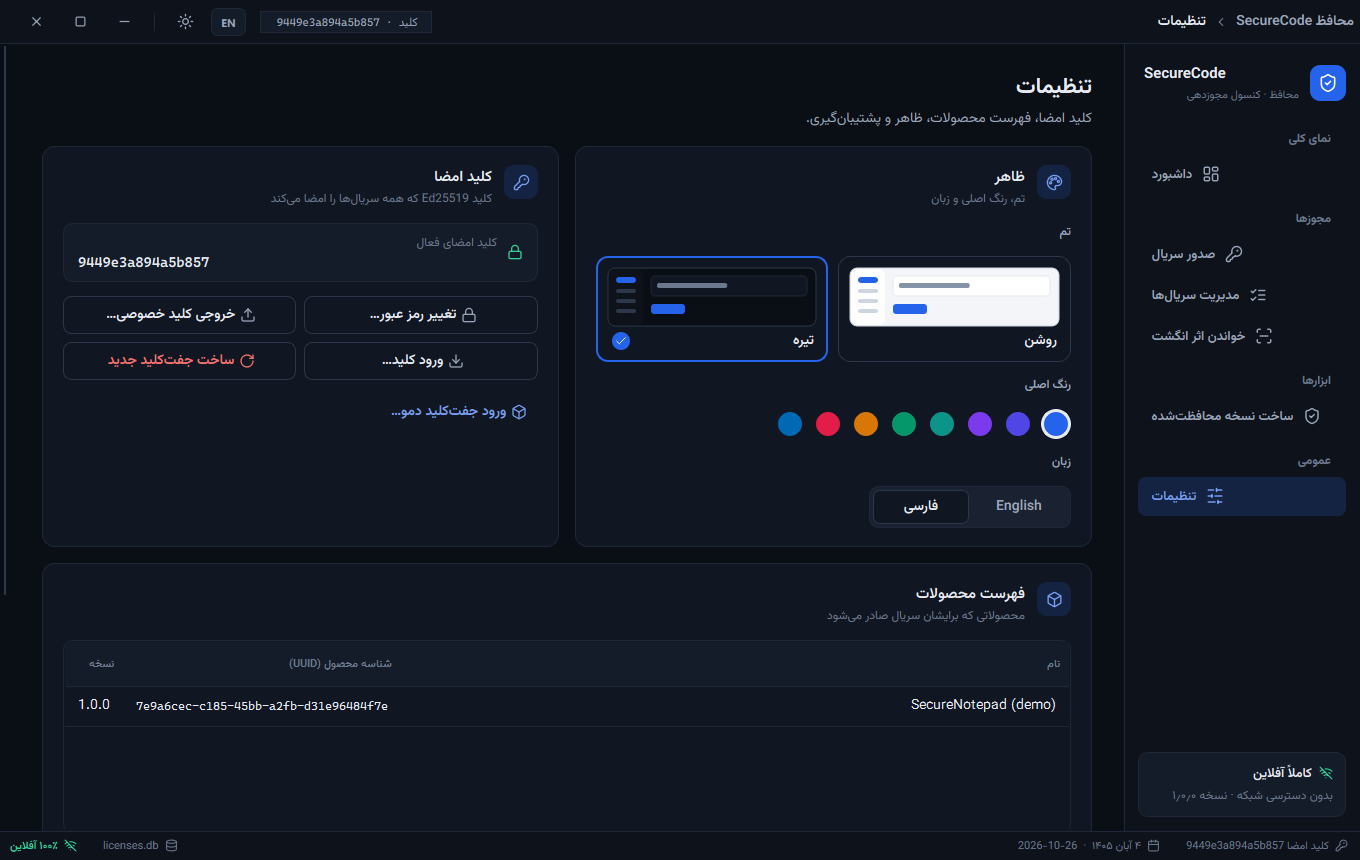 محافظ SecureCode
تنظیمات
کلید · 9449e3a894a5b857
EN
SecureCode
محافظ · کنسول مجوزدهی
نمای کلی
داشبورد
مجوزها
صدور سریال
مدیریت سریال‌ها
خواندن اثر انگشت
ابزارها
ساخت نسخه محافظت‌شده
عمومی
تنظیمات
کاملاً آفلاین
بدون دسترسی شبکه · نسخه ۱٫۰٫۰
تنظیمات
کلید امضا، فهرست محصولات، ظاهر و پشتیبان‌گیری.
ظاهر
تم، رنگ اصلی و زبان
تم
روشن
تیره
رنگ اصلی
زبان
English
فارسی
کلید امضا
کلید Ed25519 که همه سریال‌ها را امضا می‌کند
کلید امضای فعال
9449e3a894a5b857
تغییر رمز عبور...
خروجی کلید خصوصی...
ورود کلید...
ساخت جفت‌کلید جدید
ورود جفت‌کلید دمو...
فهرست محصولات
محصولاتی که برایشان سریال صادر می‌شود
نام
شناسه محصول (UUID)
نسخه
SecureNotepad (demo)
7e9a6cec-c185-45bb-a2fb-d31e96484f7e
1.0.0
کلید امضا 9449e3a894a5b857
۴ آبان ۱۴۰۵ · 2026-10-26
licenses.db
۱۰۰٪ آفلاین